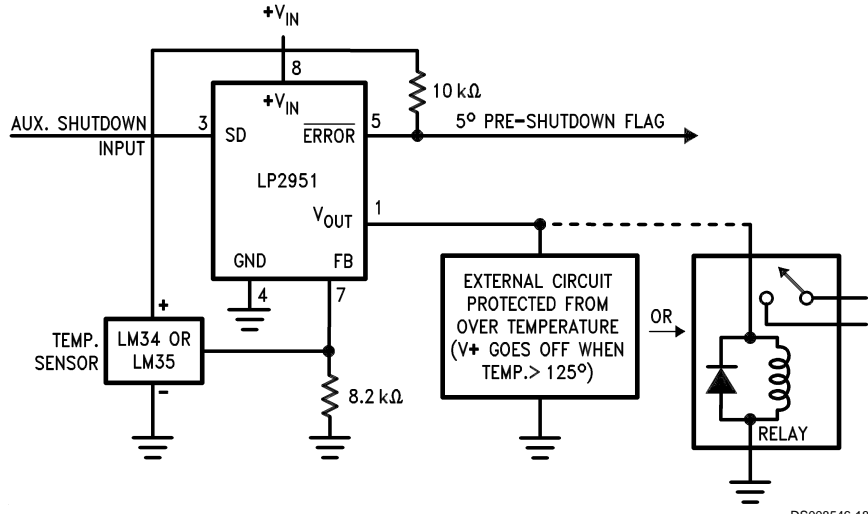 +VIN
8
+VIN
10 kΩ
AUX. SHUTDOWN
INPUT
3
SD
ERROR
5
5º PRE-SHUTDOWN FLAG
LP2951
VOUT
1
GND
FB
4
7
EXTERNAL CIRCUIT
PROTECTED FROM
OVER TEMPERATURE
(V+ GOES OFF WHEN
TEMP.> 125º)
OR
+
TEMP.
SENSOR
LM34 OR
LM35
–
8.2 kΩ
RELAY